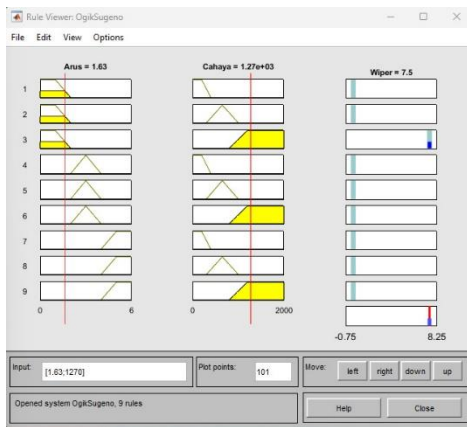 Rule Viewer: OgikSugeno
File Edit View Options
Arus = 1.63 Cahaya = 1.27e+03 Wiper = 7.5
1
2
3
4
5
6
7
8
9
0 6 0 2000
-0.75 8.25
Input: [1.63;1270] Plot points: 101 Move: left right down up
Opened system OgikSugeno, 9 rules Help Close